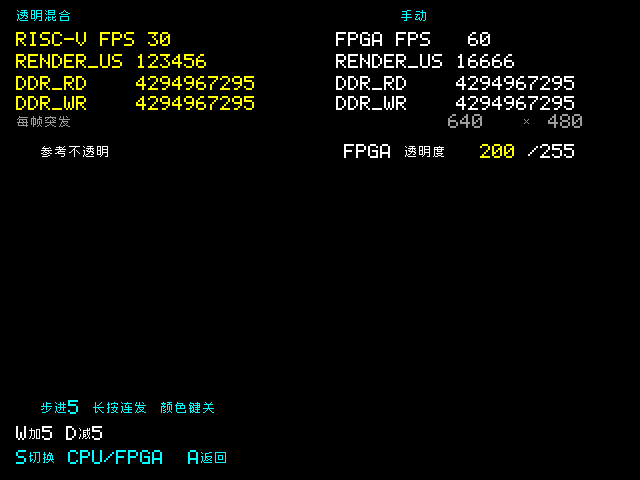 透明混合 手动
RISC-V FPS 30 FPGA FPS 60
RENDER_US 123456 RENDER_US 16666
DDR_RD 4294967295 DDR_RD 4294967295
DDR_WR 4294967295 DDR_WR 4294967295
每帧突发 640 × 480
参考不透明 FPGA 透明度 200 /255
步进5 长按连发 颜色键关
W加5 D减5
S切换 CPU/FPGA A返回